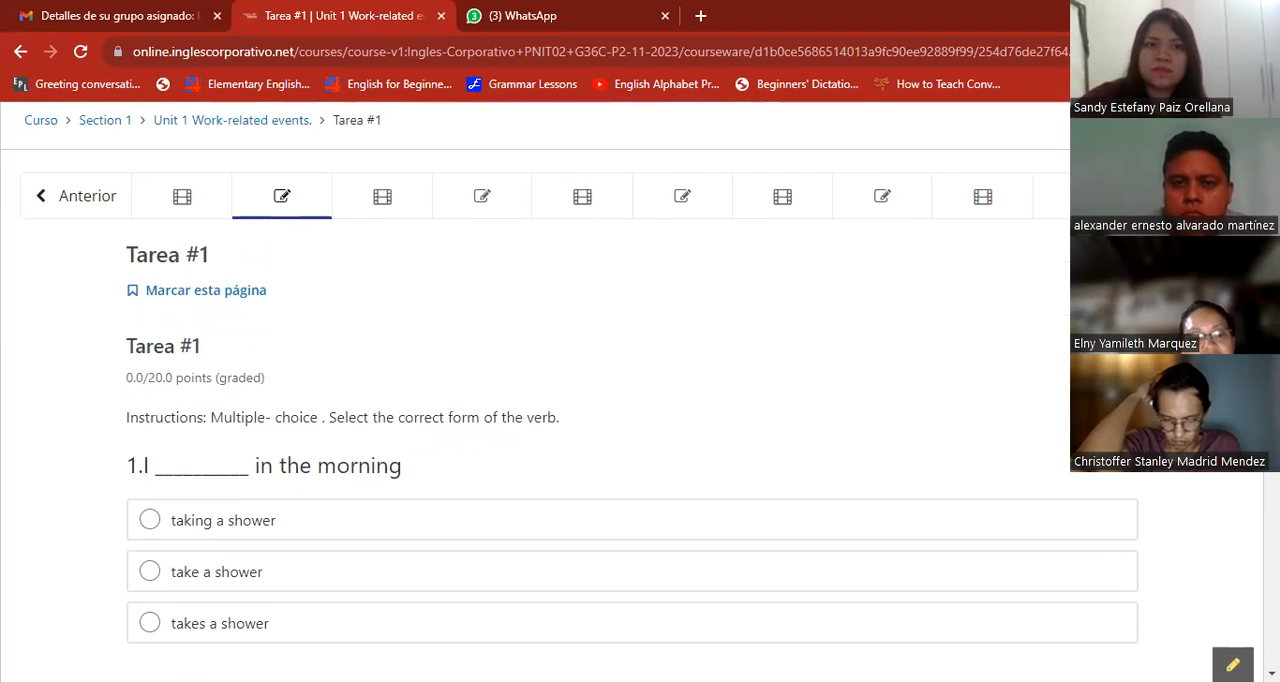 Detalles de su grupo asignado: I
Tarea #1 | Unit 1 Work-related e
(3) WhatsApp
online.inglescorporativo.net/courses/course-v1:Ingles-Corporativo+PNIT02+G36C-P2-11-2023/courseware/d1b0ce5686514013a9fc90ee92889f99/254d76de27f64.
Greeting conversati...
Elementary English...
English for Beginne...
Grammar Lessons
English Alphabet Pr...
Beginners' Dictatio...
How to Teach Conv...
Curso > Section 1 > Unit 1 Work-related events. > Tarea #1
Anterior
Tarea #1
Marcar esta página
Tarea #1
0.0/20.0 points (graded)
Instructions: Multiple- choice . Select the correct form of the verb.
1.I __________ in the morning
taking a shower
take a shower
takes a shower
Sandy Estefany Paiz Orellana
alexander ernesto alvarado martínez
Elny Yamileth Marquez
Christoffer Stanley Madrid Mendez